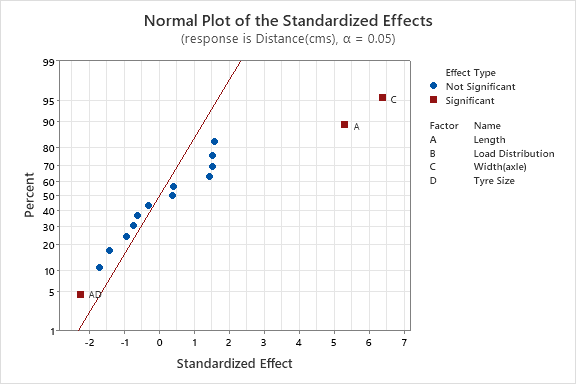 Normal Plot of the Standardized Effects
(response is Distance(cms), α = 0.05)
99
95
90
80
70
60
50
40
30
20
10
5
1
Percent
-2 -1 0 1 2 3 4 5 6 7
Standardized Effect
C
A
AD
Effect Type
Not Significant
Significant
Factor Name
A Length
B Load Distribution
C Width(axle)
D Tyre Size